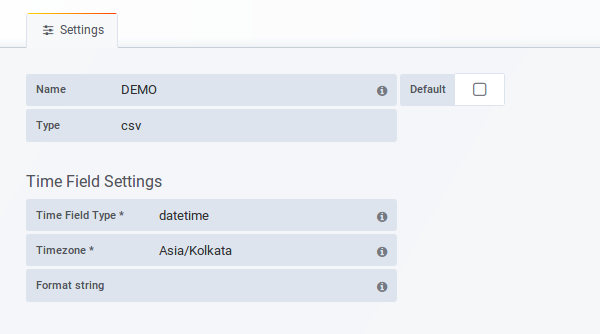 Settings
Name DEMO Default
Type csv
Time Field Settings
Time Field Type * datetime
Timezone * Asia/Kolkata
Format string